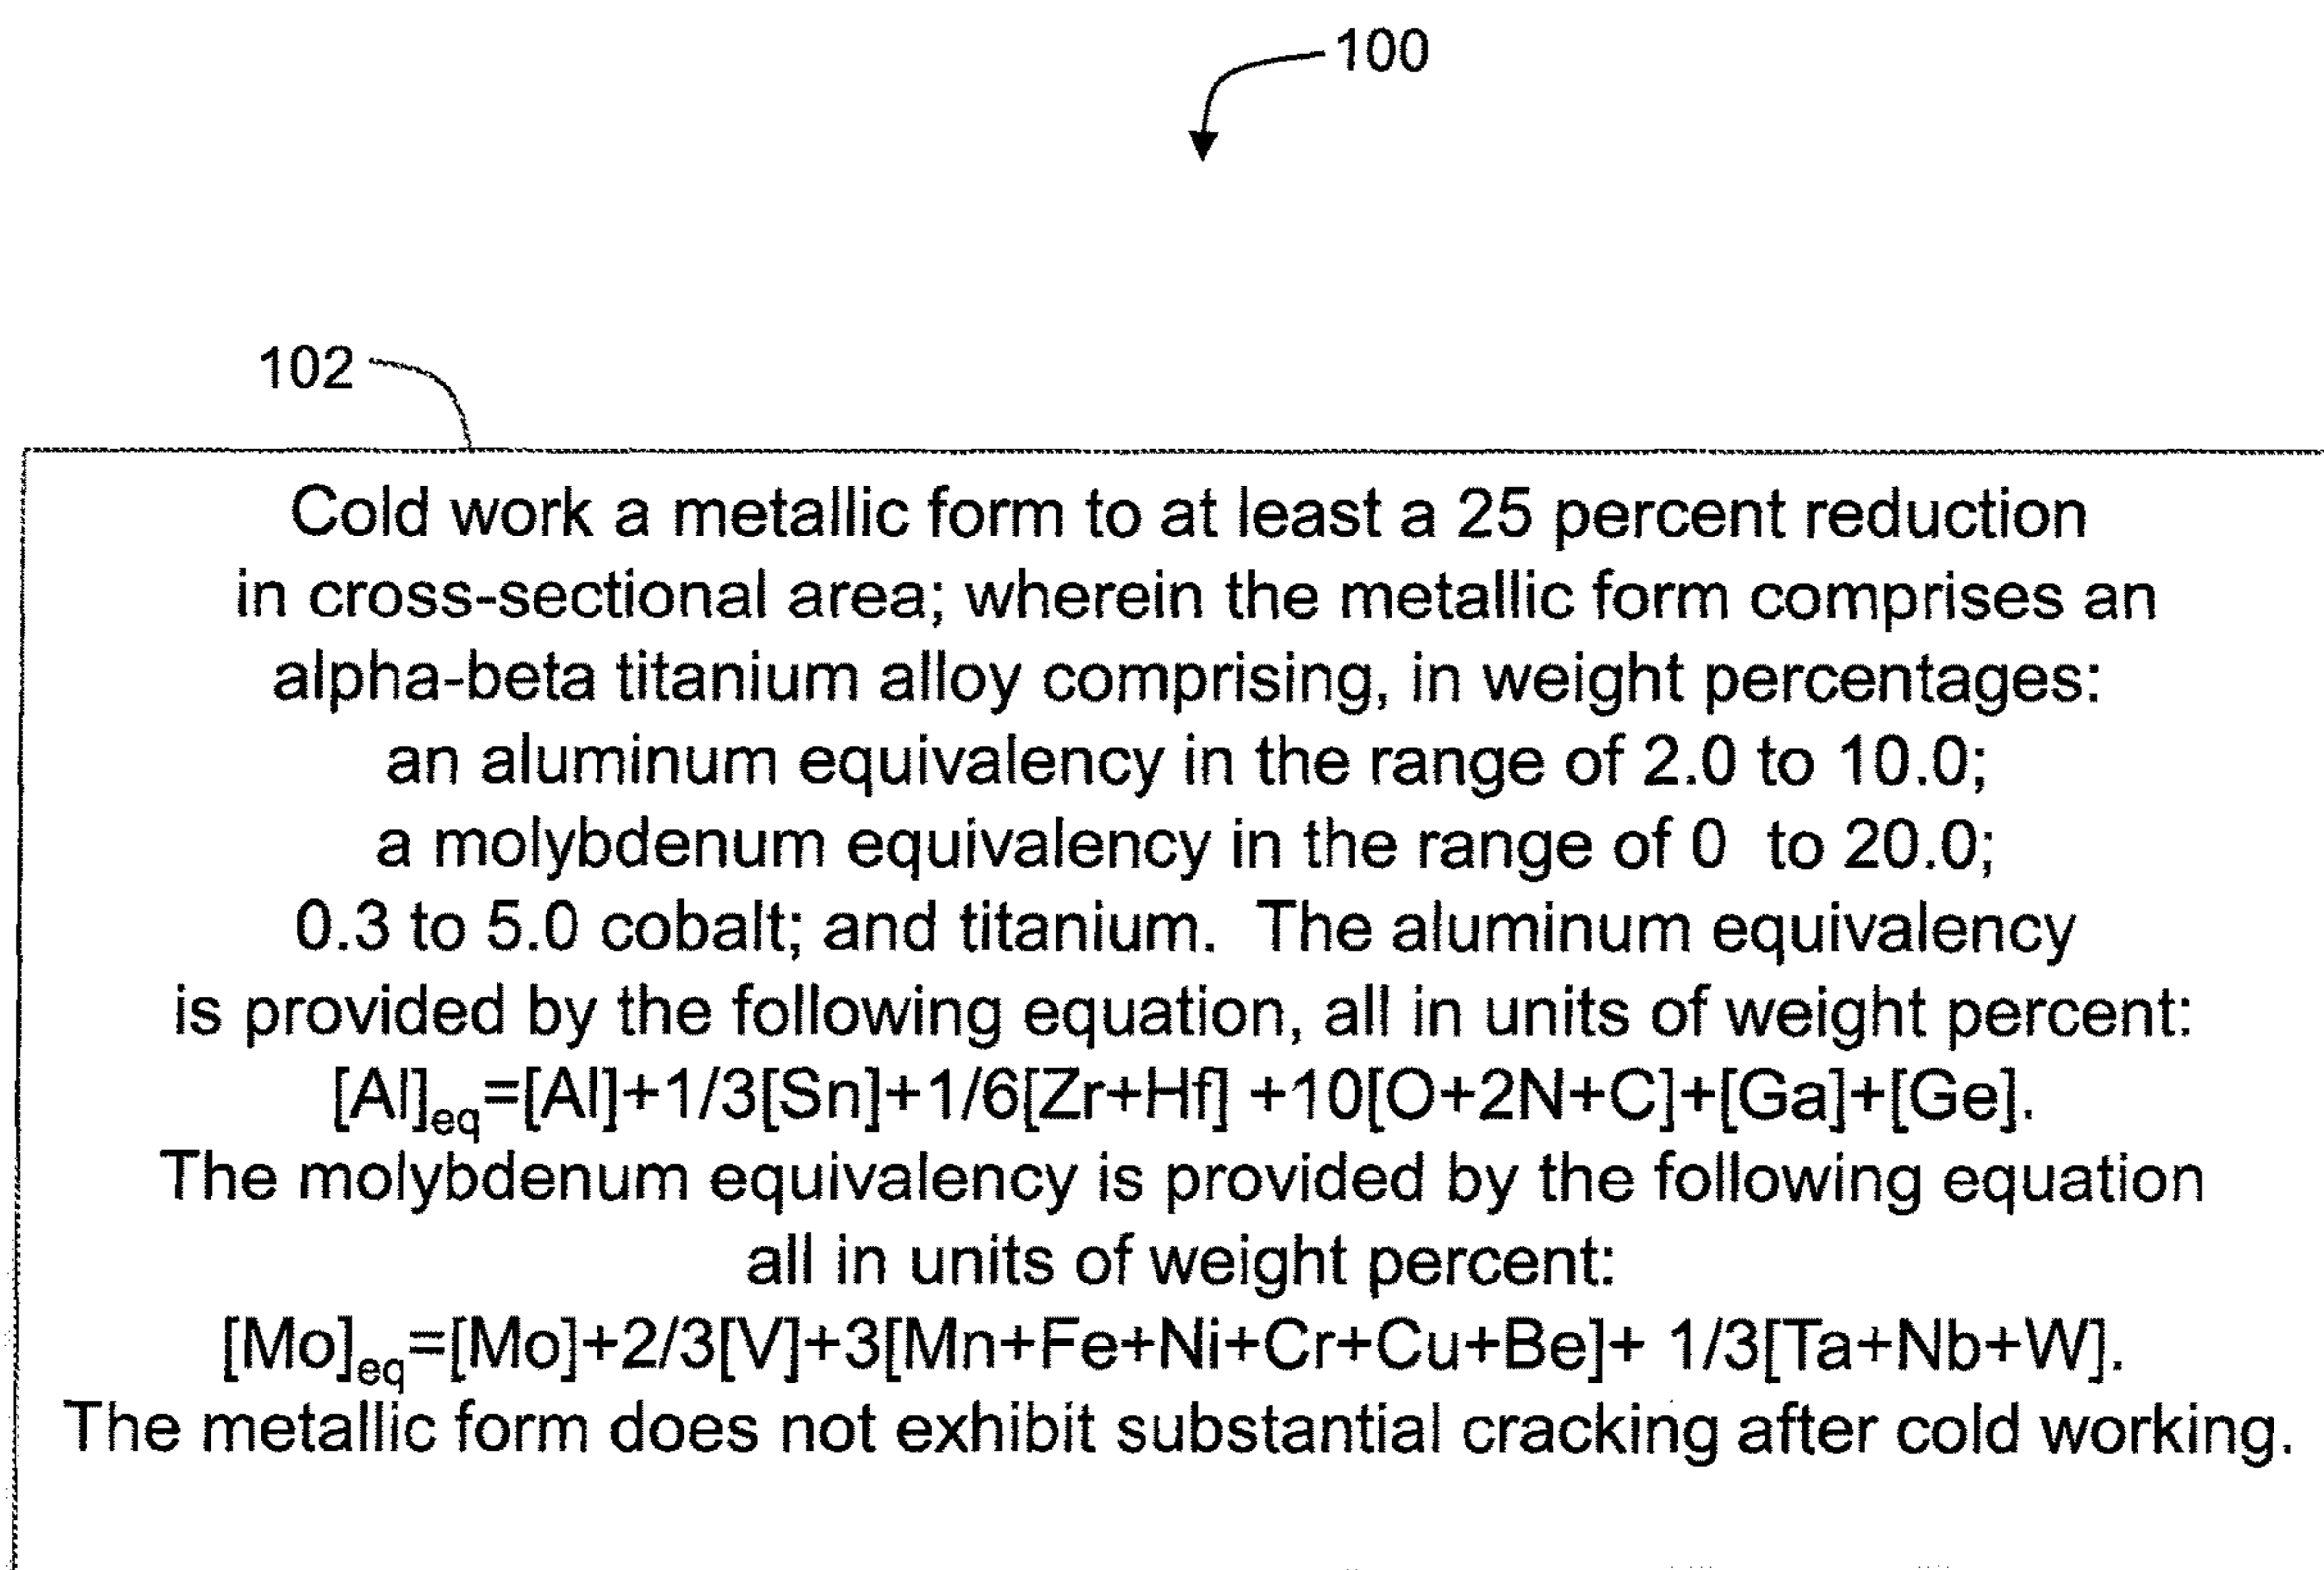 100
102
Cold work a metallic form to at least a 25 percent reduction
in cross-sectional area; wherein the metallic form comprises an
alpha-beta titanium alloy comprising, in weight percentages:
an aluminum equivalency in the range of 2.0 to 10.0;
a molybdenum equivalency in the range of 0  to 20.0;
0.3 to 5.0 cobalt; and titanium.  The aluminum equivalency
is provided by the following equation, all in units of weight percent:
[Al]eq=[Al]+1/3[Sn]+1/6[Zr+Hf] +10[O+2N+C]+[Ga]+[Ge].
The molybdenum equivalency is provided by the following equation
all in units of weight percent:
[Mo]eq=[Mo]+2/3[V]+3[Mn+Fe+Ni+Cr+Cu+Be]+ 1/3[Ta+Nb+W].
The metallic form does not exhibit substantial cracking after cold working.